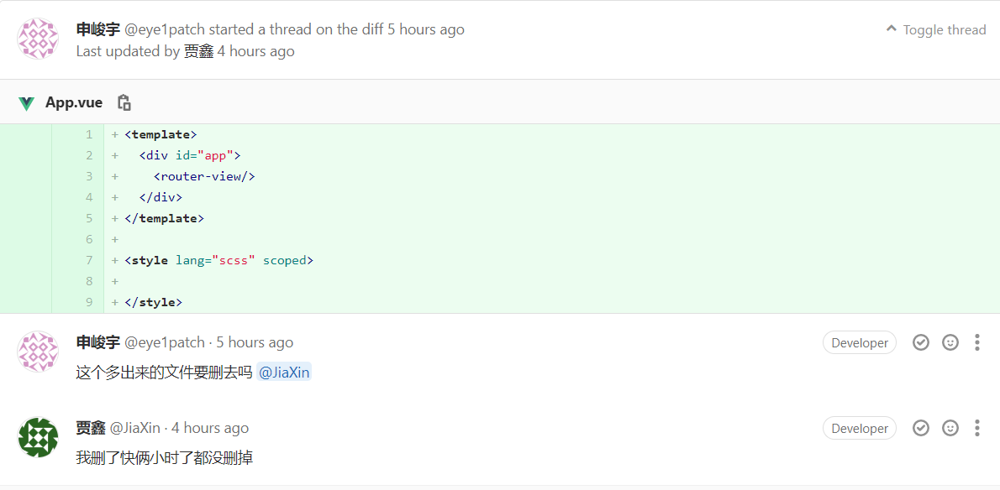 申峻宇 @eye1patch started a thread on the diff 5 hours ago
Toggle thread
Last updated by 贾鑫 4 hours ago
App.vue
1 + <template>
2 + <div id="app">
3 + <router-view/>
4 + </div>
5 + </template>
6 +
7 + <style lang="scss" scoped>
8 +
9 + </style>
申峻宇 @eye1patch · 5 hours ago
Developer
这个多出来的文件要删去吗 @JiaXin
贾鑫 @JiaXin · 4 hours ago
Developer
我删了快俩小时了都没删掉